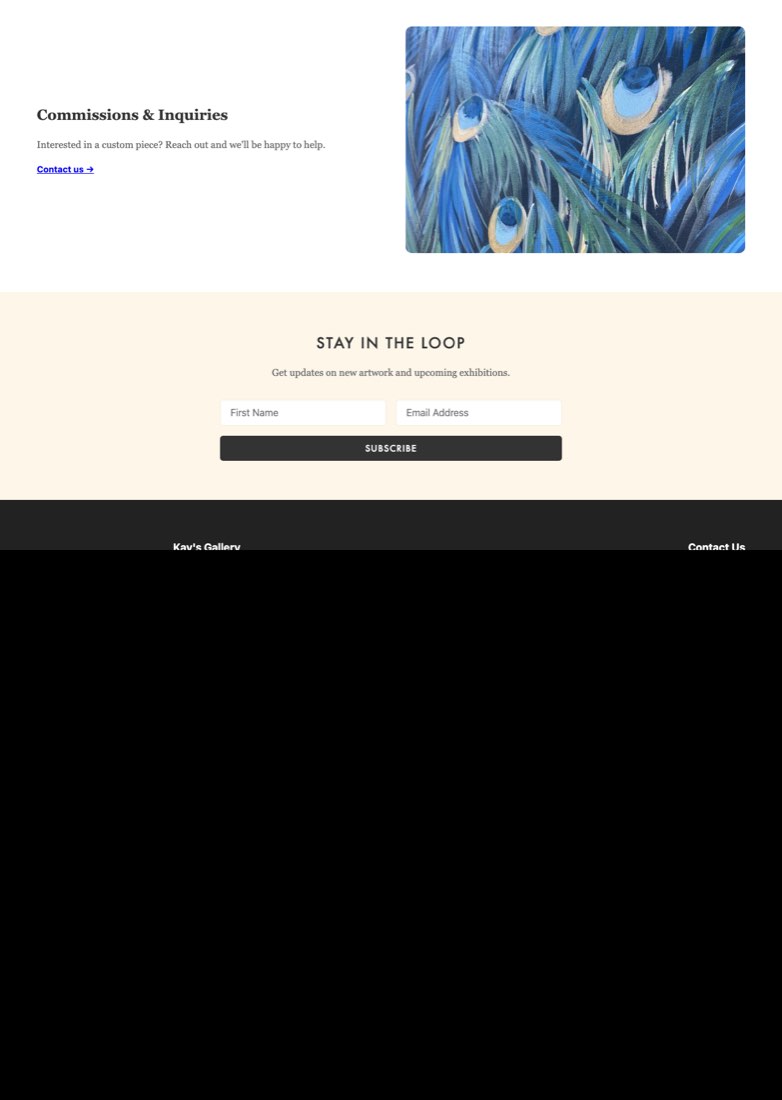 Commissions & Inquiries
Interested in a custom piece? Reach out and we'll be happy to help.
Contact us →
STAY IN THE LOOP
Get updates on new artwork and upcoming exhibitions.
First Name
Email Address
SUBSCRIBE
Kay's Gallery
Contact Us